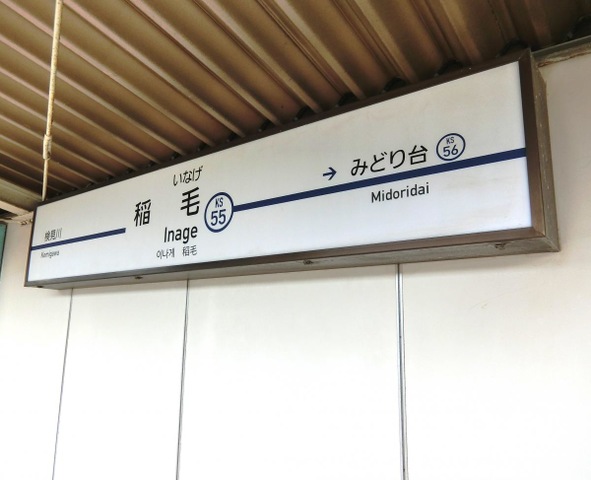 検見川
Kemigawa
いなげ
稲毛
KS
55
Inage
이나게 稲毛
→ みどり台
KS
56
Midoridai